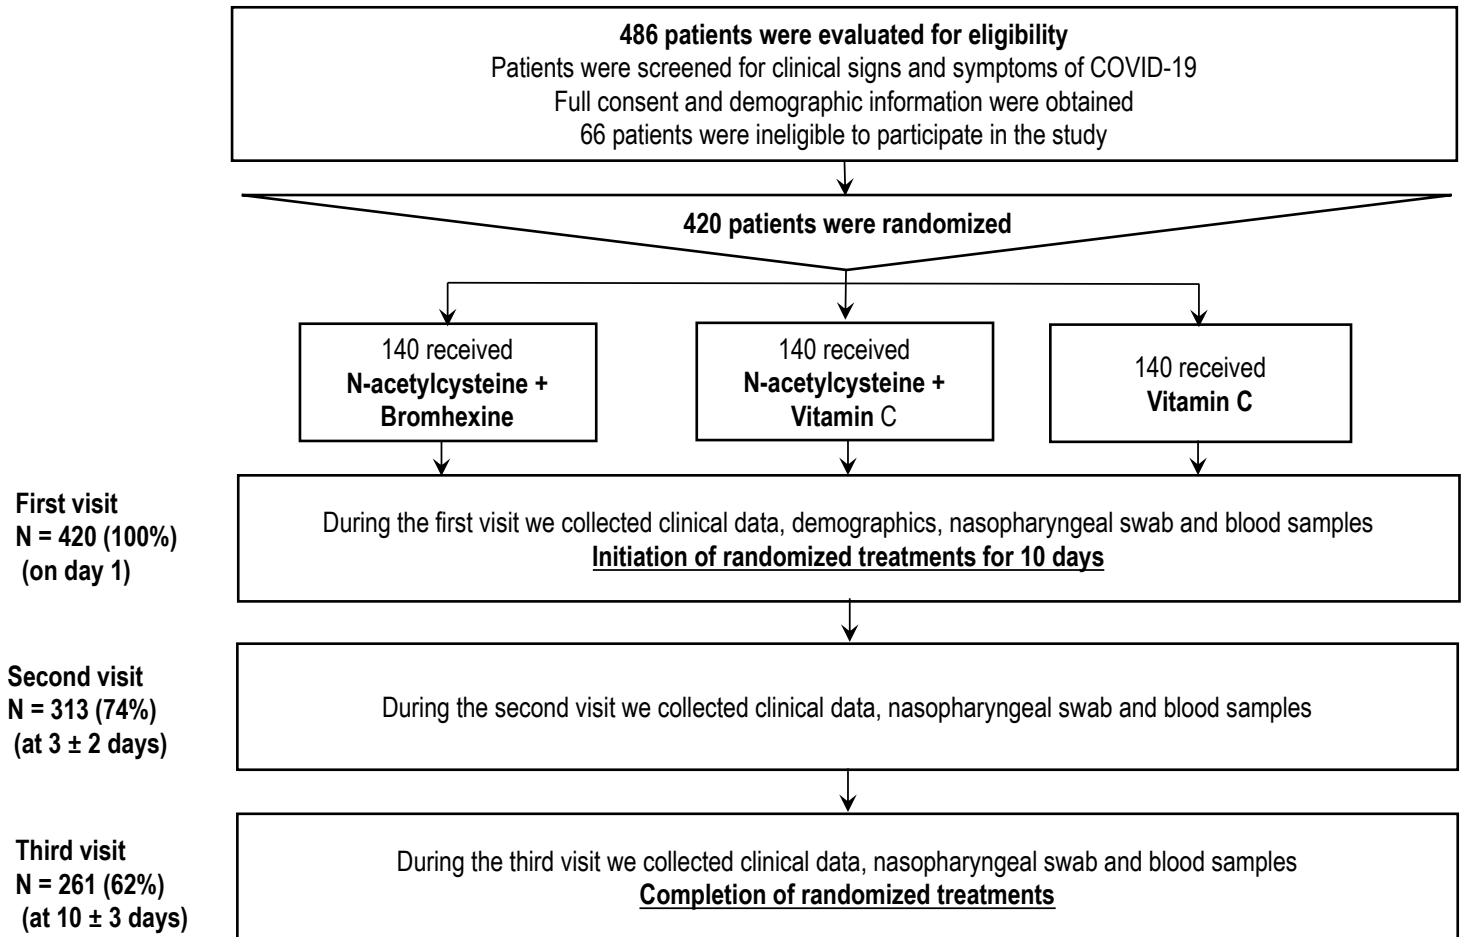 486 patients were evaluated for eligibility
Patients were screened for clinical signs and symptoms of COVID-19
Full consent and demographic information were obtained
66 patients were ineligible to participate in the study
420 patients were randomized
140 received
N-acetylcysteine +
Bromhexine
140 received
N-acetylcysteine +
Vitamin C
140 received
Vitamin C
First visit
N = 420 (100%)
(on day 1)
During the first visit we collected clinical data, demographics, nasopharyngeal swab and blood samples
Initiation of randomized treatments for 10 days
Second visit
N = 313 (74%)
(at 3 ± 2 days)
During the second visit we collected clinical data, nasopharyngeal swab and blood samples
Third visit
N = 261 (62%)
(at 10 ± 3 days)
During the third visit we collected clinical data, nasopharyngeal swab and blood samples
Completion of randomized treatments